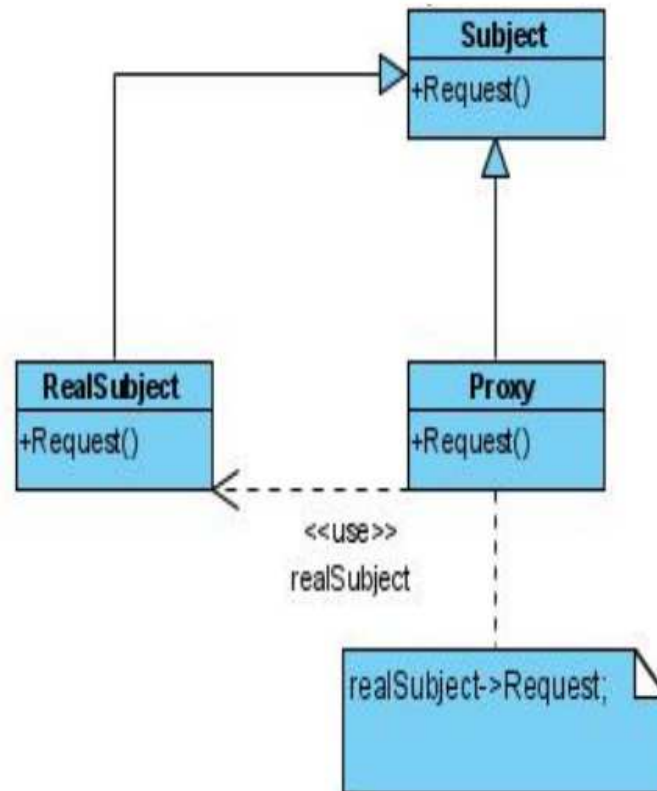 Subject
+Request()
RealSubject
+Request()
Proxy
+Request()
<<use>>
realSubject
realSubject->Request;